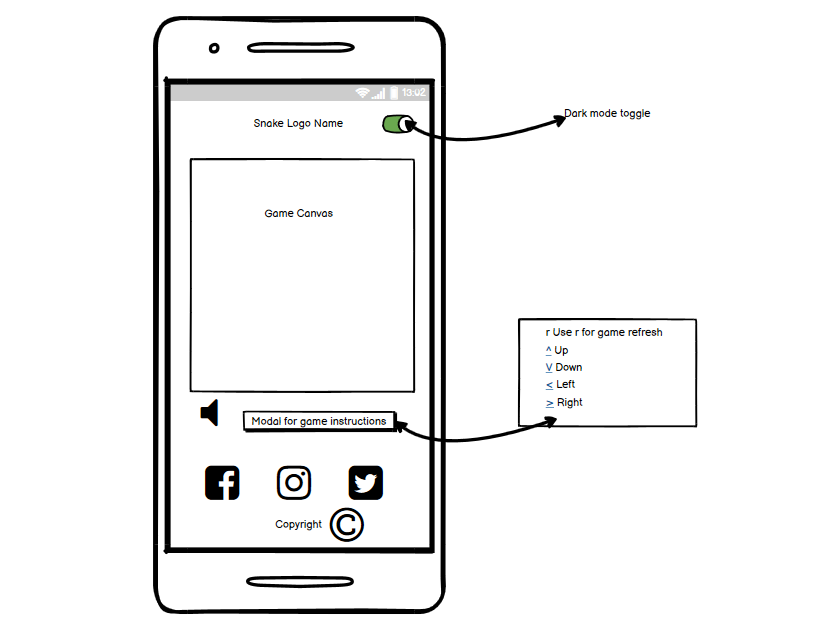 13:02
Snake Logo Name
Dark mode toggle
Game Canvas
r Use r for game refresh
^ Up
V Down
< Left
> Right
Modal for game instructions
Copyright ©